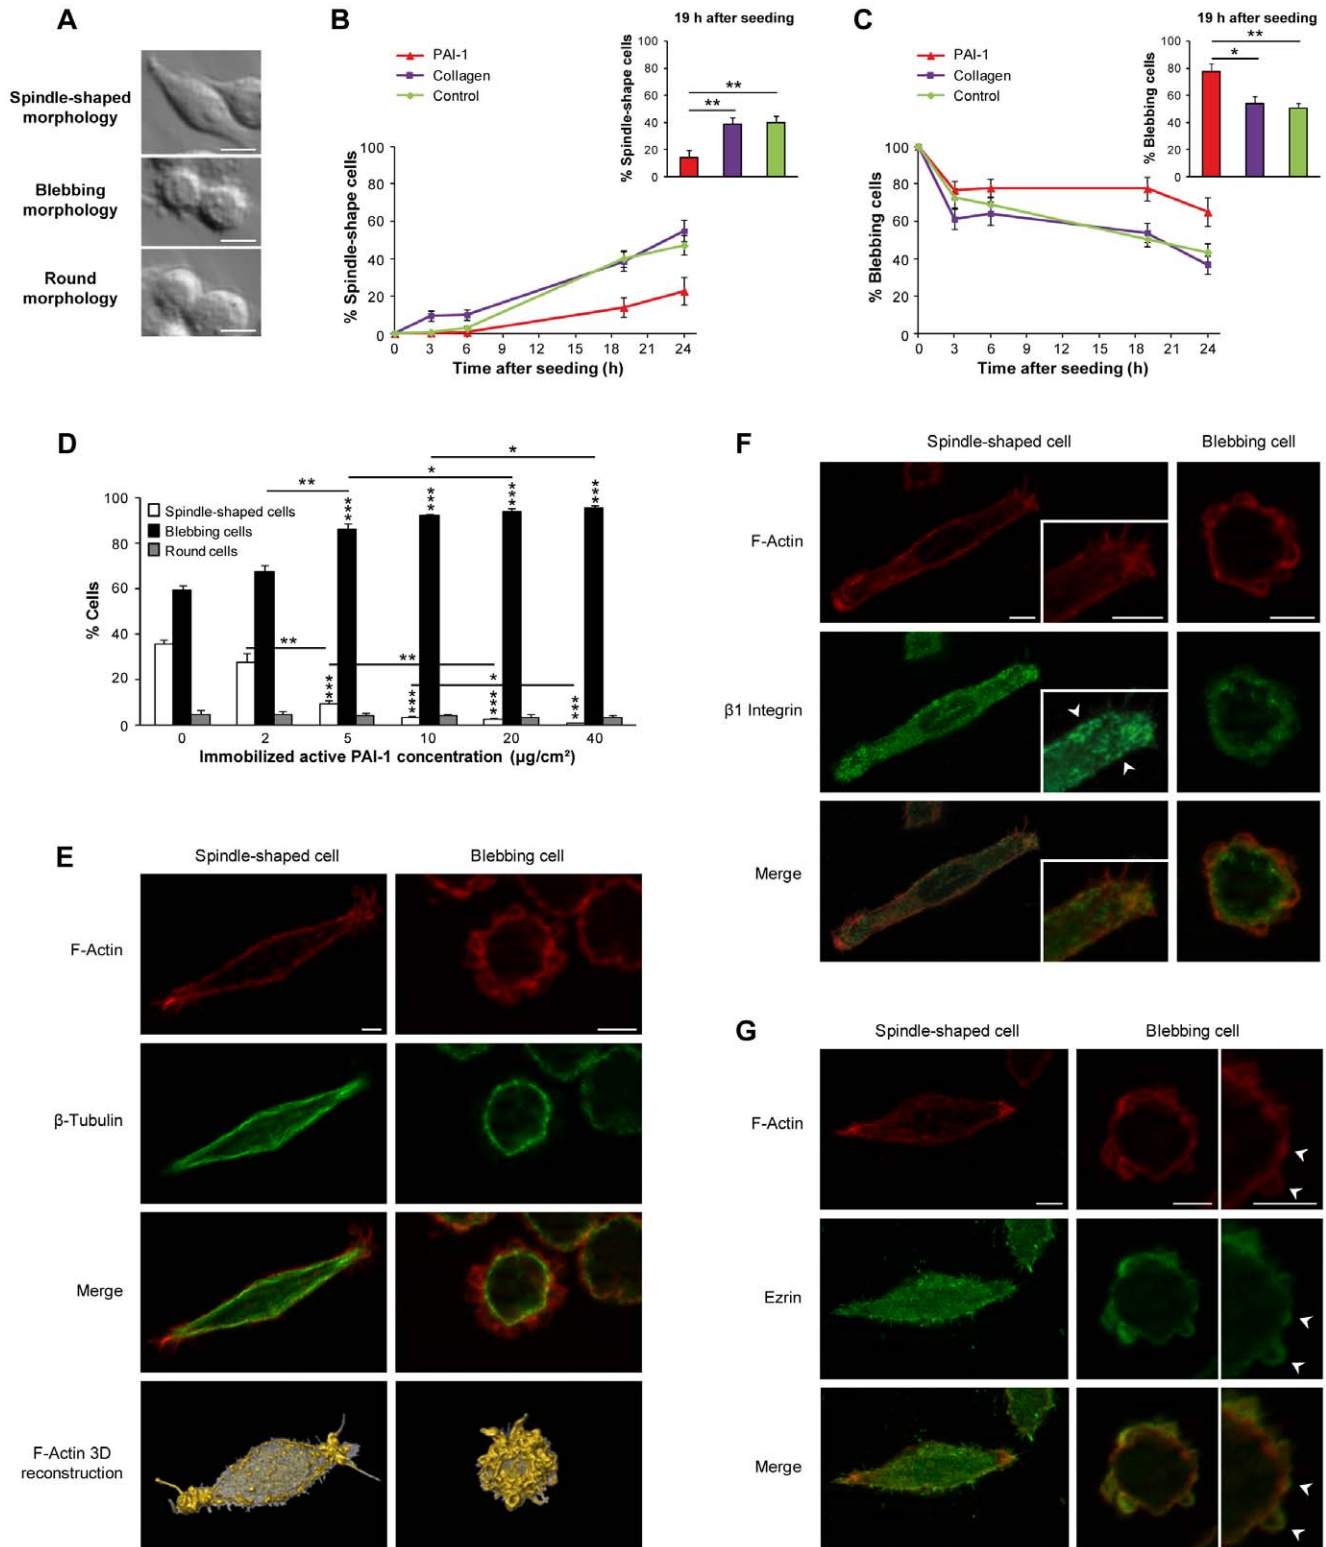 A
Spindle-shaped
morphology
Blebbing
morphology
Round
morphology
B
PAI-1
Collagen
Control
19 h after seeding
% Spindle-shape cells
100
80
60
40
20
0
**
**
% Spindle-shape cells
100
80
60
40
20
0
0 3 6 9 12 15 18 21 24
Time after seeding (h)
C
PAI-1
Collagen
Control
19 h after seeding
% Blebbing cells
100
80
60
40
20
0
**
*
% Blebbing cells
100
80
60
40
20
0
0 3 6 9 12 15 18 21 24
Time after seeding (h)
D
% Cells
100
80
60
40
20
0
Spindle-shaped cells
Blebbing cells
Round cells
*
*
**
*** *** *** ***
**
**
*
*** *** *** ***
0 2 5 10 20 40
Immobilized active PAI-1 concentration (µg/cm²)
E
Spindle-shaped cell Blebbing cell
F-Actin
β-Tubulin
Merge
F-Actin 3D
reconstruction
F
Spindle-shaped cell Blebbing cell
F-Actin
β1 Integrin
Merge
G
Spindle-shaped cell Blebbing cell
F-Actin
Ezrin
Merge